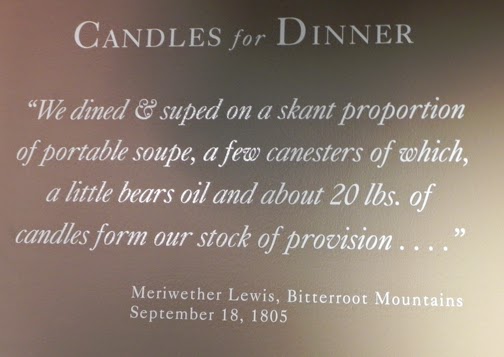 CANDLES for DINNER
“We dined & suped on a skant proportion
of portable soupe, a few canesters of which,
a little bears oil and about 20 lbs. of
candles form our stock of provision . . . .”
Meriwether Lewis, Bitterroot Mountains
September 18, 1805